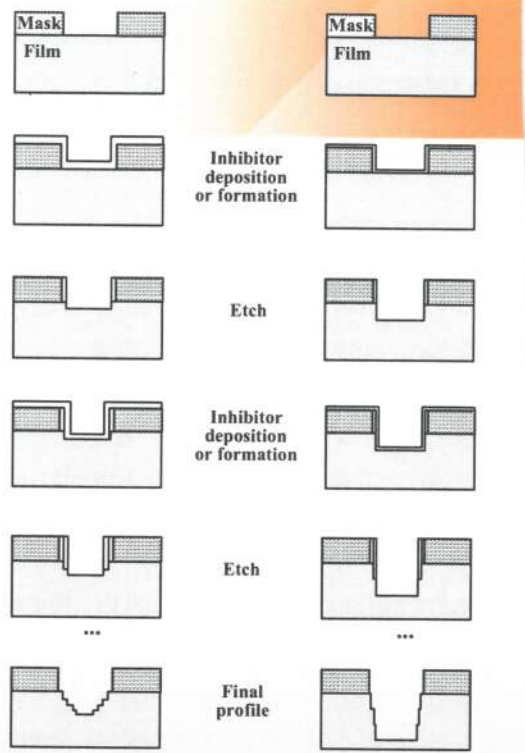 Mask
Film
Mask
Film
Inhibitor
deposition
or formation
Etch
Inhibitor
deposition
or formation
Etch
...
...
Final
profile